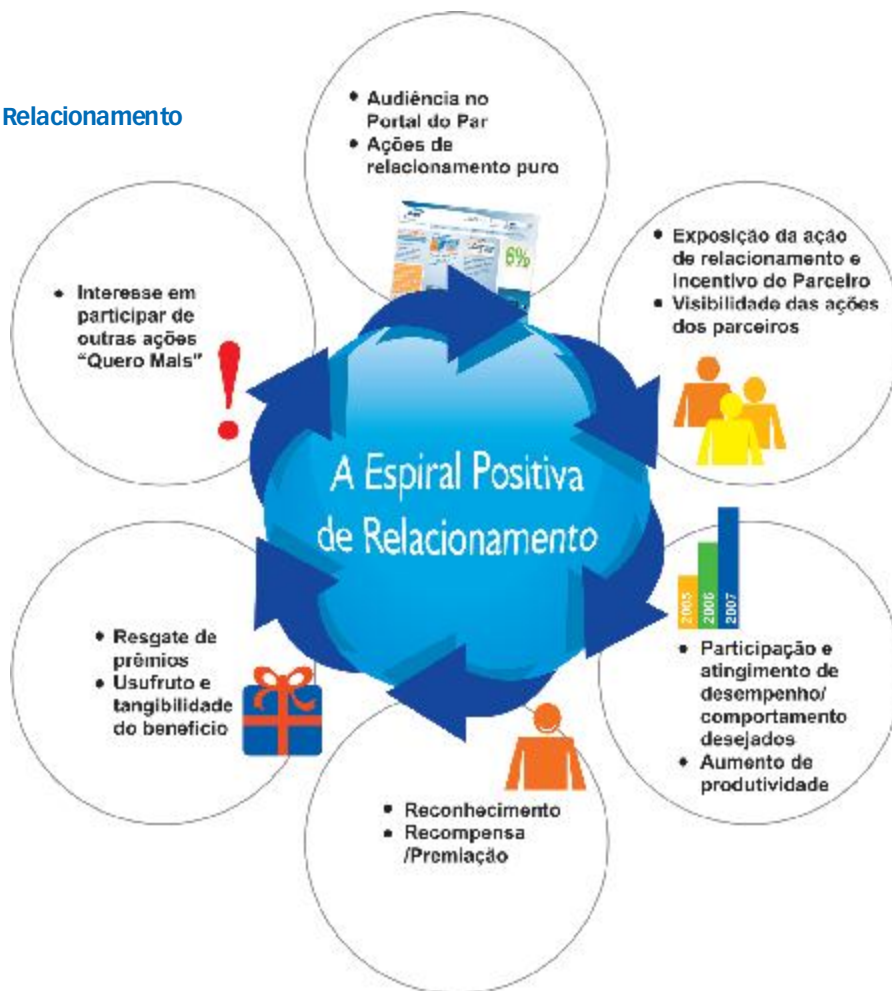 Relacionamento
• Audiência no
Portal do Par
• Ações de
relacionamento puro
6%
• Exposição da ação
de relacionamento e
incentivo do Parceiro
• Visibilidade das ações
dos parceiros
2005
2006
2007
• Participação e
atingimento de
desempenho/
comportamento
desejados
• Aumento de
produtividade
• Reconhecimento
• Recompensa
/Premiação
• Resgate de
prêmios
• Usufruto e
tangibilidade
do benefício
• Interesse em
participar de
outras ações
“Quero Mais”
!
A Espiral Positiva
de Relacionamento